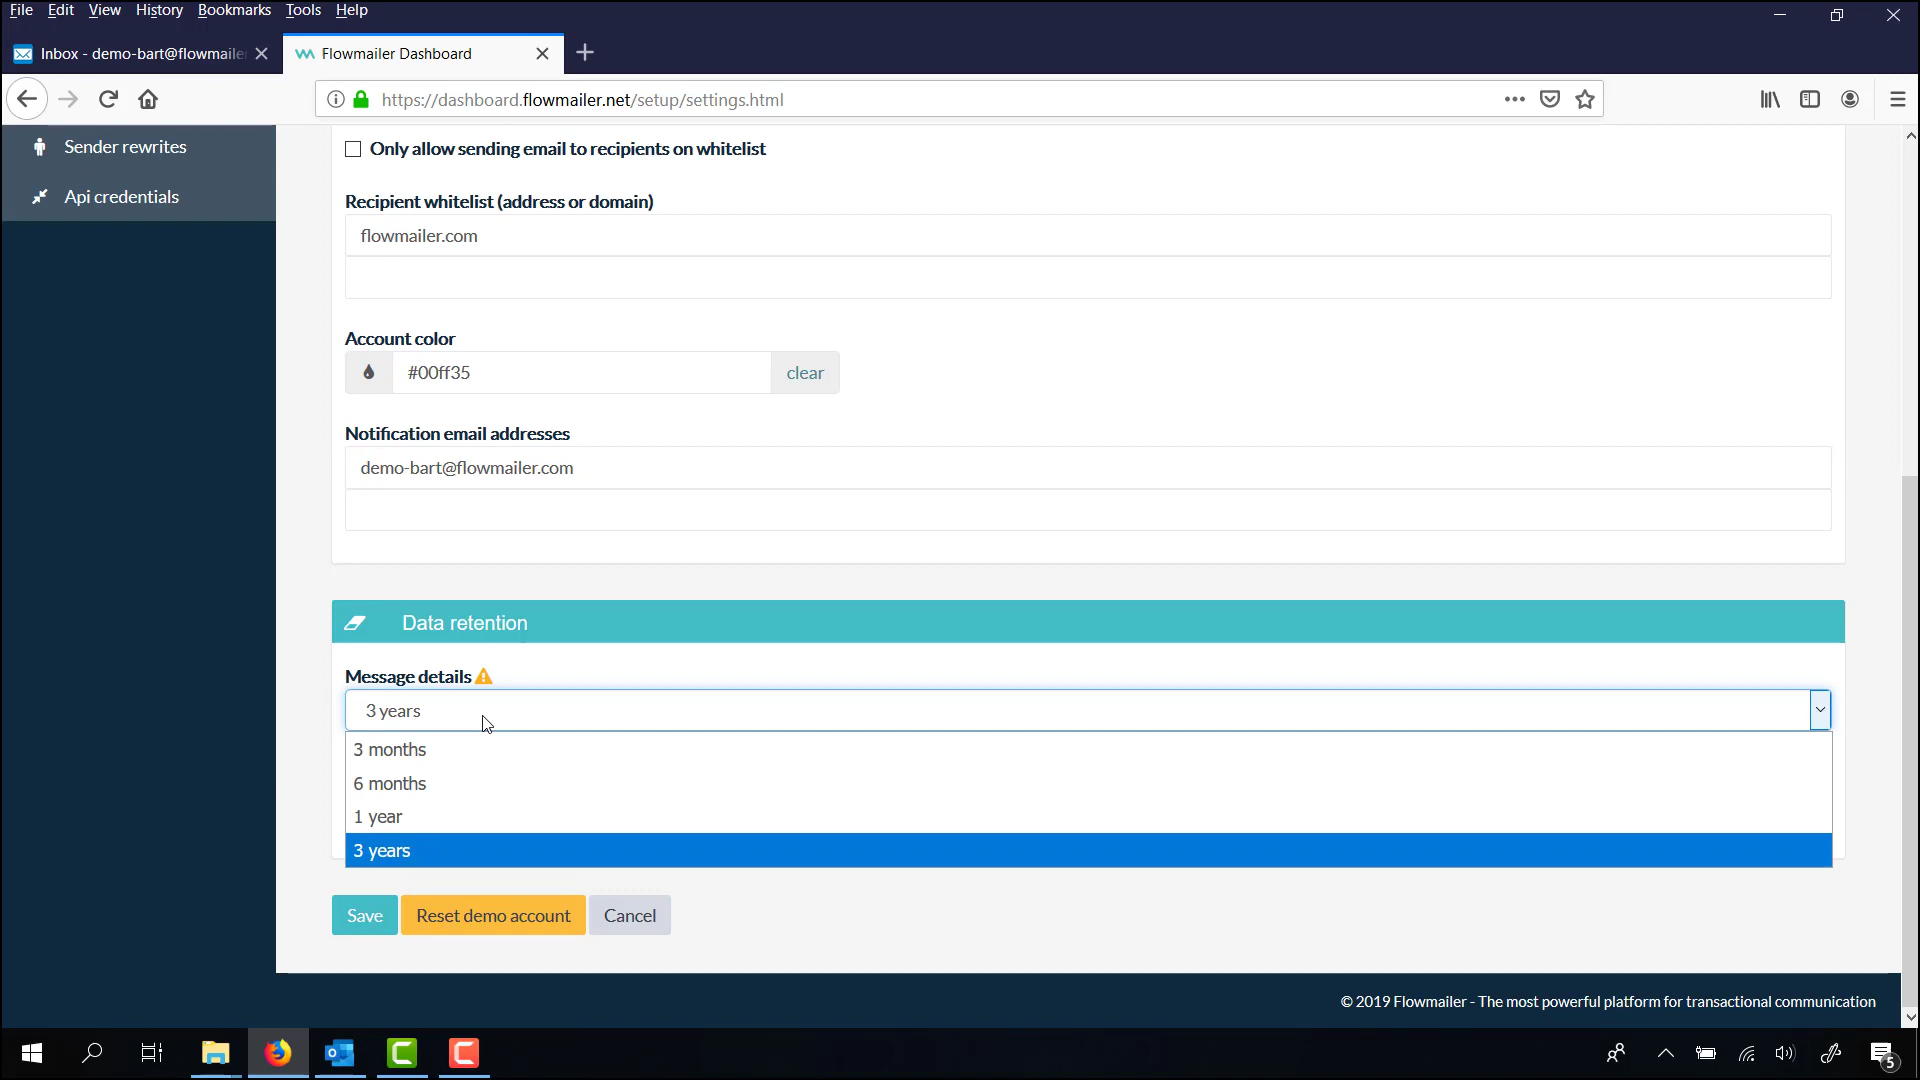 File Edit View History Bookmarks Tools Help
Inbox - demo-bart@flowmailer
Flowmailer Dashboard
https://dashboard.flowmailer.net/setup/settings.html
Sender rewrites
Api credentials
Only allow sending email to recipients on whitelist
Recipient whitelist (address or domain)
flowmailer.com
Account color
#00ff35
clear
Notification email addresses
demo-bart@flowmailer.com
Data retention
Message details
3 years
3 months
6 months
1 year
3 years
Save
Reset demo account
Cancel
© 2019 Flowmailer - The most powerful platform for transactional communication
5